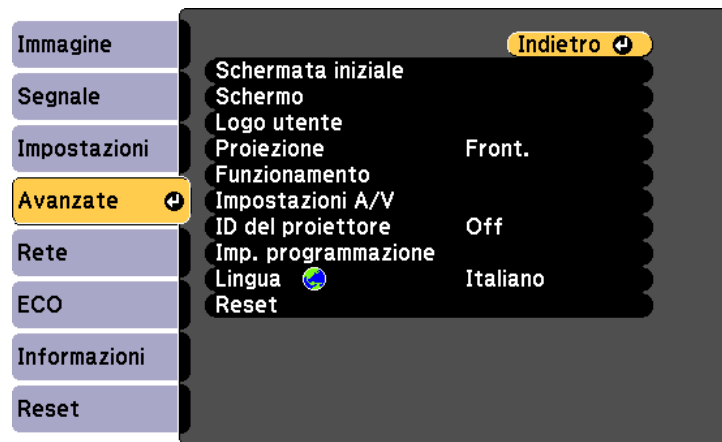 Immagine
Segnale
Impostazioni
Avanzate
Rete
ECO
Informazioni
Reset
Indietro
Schermata iniziale
Schermo
Logo utente
Proiezione Front.
Funzionamento
Impostazioni A/V
ID del proiettore Off
Imp. programmazione
Lingua Italiano
Reset